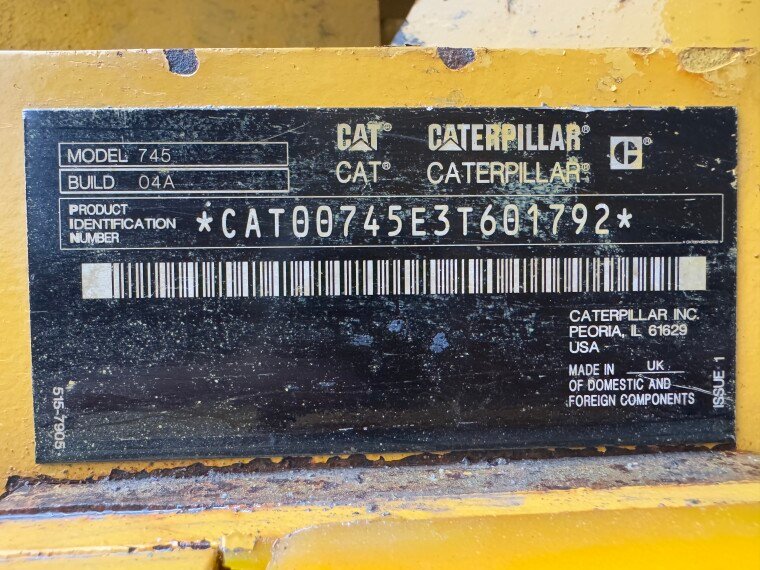 CAT® CATERPILLAR® C®
CAT® CATERPILLAR®
MODEL 745
BUILD 04A
PRODUCT
IDENTIFICATION
NUMBER
*CAT00745E3T601792*
CATERPILLAR INC.
PEORIA, IL 61629
USA
MADE IN UK
OF DOMESTIC AND
FOREIGN COMPONENTS
515-7905
ISSUE 1